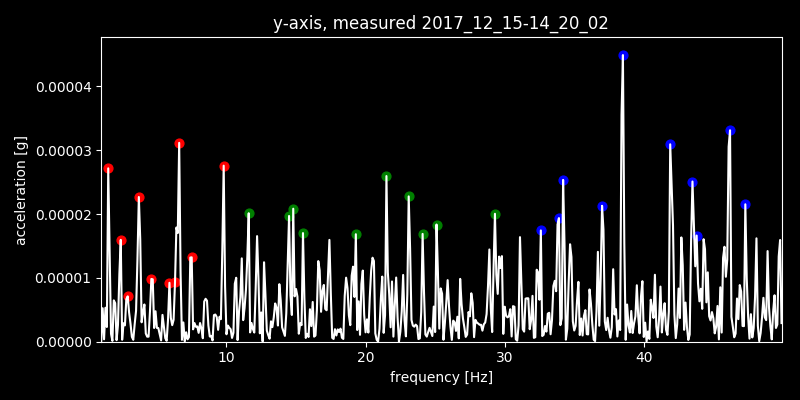 y-axis, measured 2017_12_15-14_20_02
acceleration [g]
0.00004
0.00003
0.00002
0.00001
0.00000
10 20 30 40
frequency [Hz]